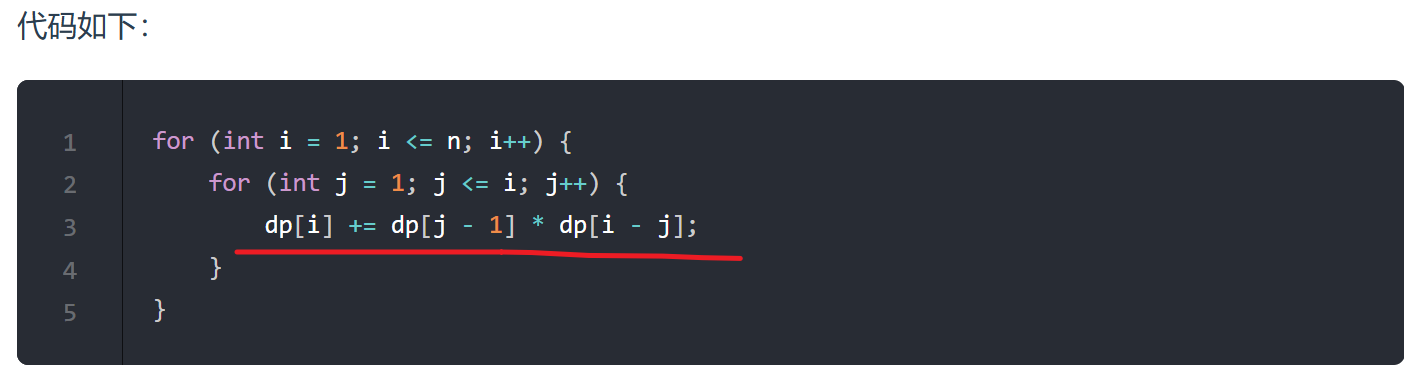 代码如下：
1 for (int i = 1; i <= n; i++) {
2     for (int j = 1; j <= i; j++) {
3         dp[i] += dp[j - 1] * dp[i - j];
4     }
5 }